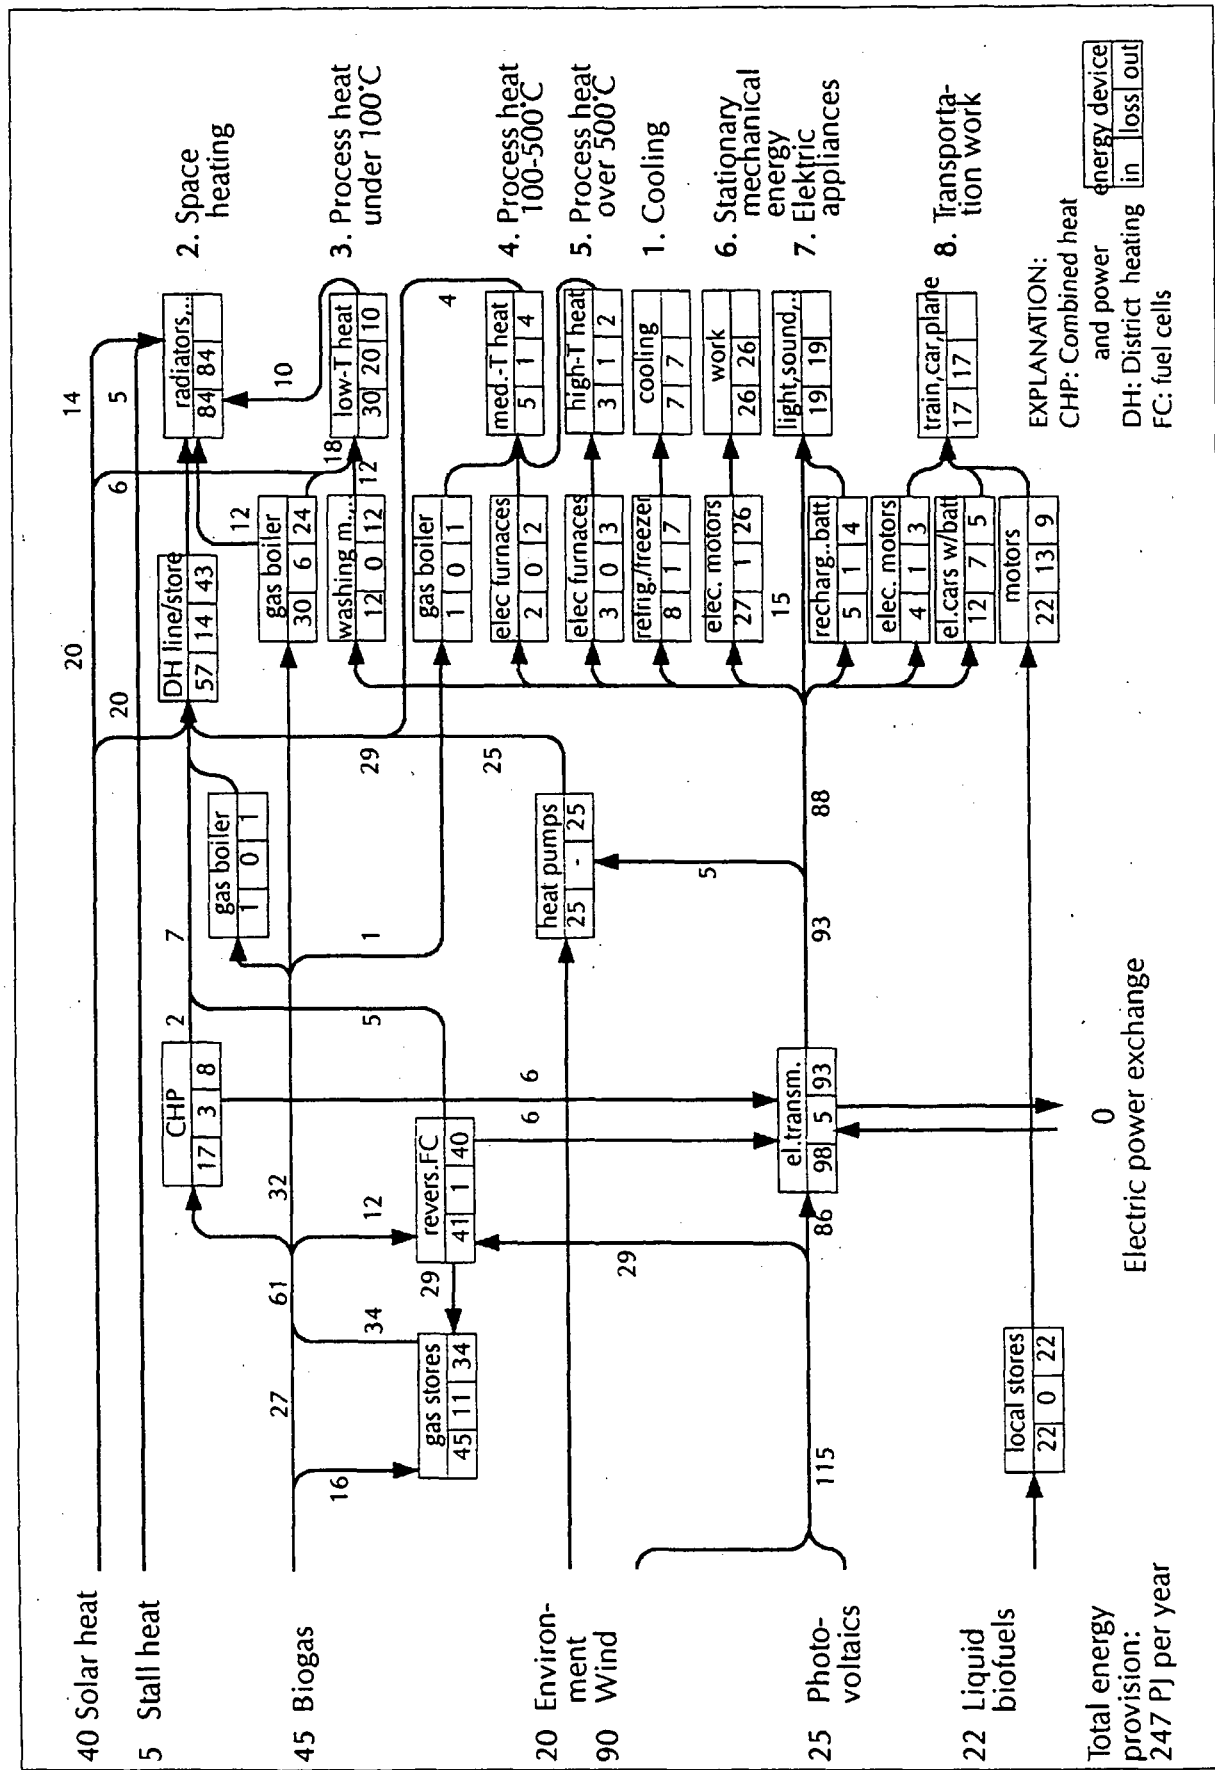 40 Solar heat
5 Stall heat
45 Biogas
20 Environ-
ment
90 Wind
25 Photo-
voltaics
22 Liquid
biofuels
Total energy
provision:
247 PJ per year
16
27
gas stores
45 11 34
34
29
61
12
32
115
29
86
local stores
22 0 22
CHP
17 3 8
revers.FC
41 1 40
2
5
7
6
6
el.transm.
98 5 93
0
Electric power exchange
gas boiler
1 0 1
1
heat pumps
25 - 25
5
93
88
20
20
29
25
DH line/store
57 14 43
gas boiler
30 6 24
washing m,..
12 0 12
gas boiler
1 0 1
elec furnaces
2 0 2
elec furnaces
3 0 3
refrig./freezer
8 1 7
elec. motors
27 1 26
15
recharg..batt
5 1 4
elec. motors
4 1 3
el.cars w/batt
12 7 5
motors
22 13 9
14
6
5
12
18
12
10
4
radiators,..
84 84
low-T heat
30 20 10
med.-T heat
5 1 4
high-T heat
3 1 2
cooling
7 7
work
26 26
light,sound,..
19 19
train,car,plane
17 17
2. Space
heating
3. Process heat
under 100°C
4. Process heat
100-500°C
5. Process heat
over 500°C
1. Cooling
6. Stationary
mechanical
energy
7. Elektric
appliances
8. Transporta-
tion work
EXPLANATION:
CHP: Combined heat
and power
DH: District heating
FC: fuel cells
energy device
in loss out